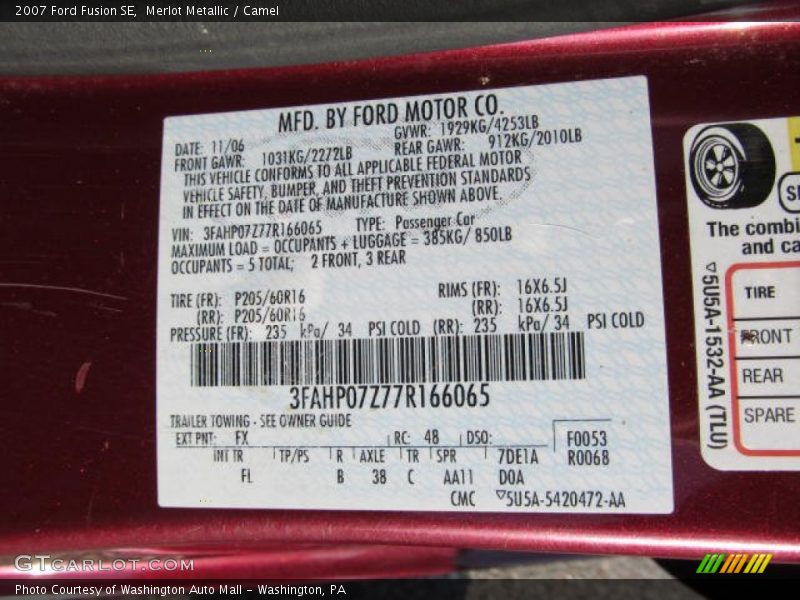 2007 Ford Fusion SE,  Merlot Metallic / Camel
MFD. BY FORD MOTOR CO.
DATE: 11/06 GVWR: 1929KG/4253LB
FRONT GAWR: 1031KG/2272LB REAR GAWR: 912KG/2010LB
THIS VEHICLE CONFORMS TO ALL APPLICABLE FEDERAL MOTOR
VEHICLE SAFETY, BUMPER, AND THEFT PREVENTION STANDARDS
IN EFFECT ON THE DATE OF MANUFACTURE SHOWN ABOVE.
VIN: 3FAHP07Z77R166065 TYPE: Passenger Car
MAXIMUM LOAD = OCCUPANTS + LUGGAGE = 385KG/ 850LB
OCCUPANTS = 5 TOTAL; 2 FRONT, 3 REAR
TIRE (FR): P205/60R16 RIMS (FR): 16X6.5J
(RR): P205/60R16 (RR): 16X6.5J
PRESSURE (FR): 235 kPa/ 34 PSI COLD (RR): 235 kPa/ 34 PSI COLD
3FAHP07Z77R166065
TRAILER TOWING - SEE OWNER GUIDE
EXT PNT: FX RC: 48 DSO: F0053
INT TR TP/PS R AXLE TR SPR 7DE1A R0068
FL B 38 C AA11 D0A
CMC ▽5U5A-5420472-AA
The combi
and ca
▽5U5A-1532-AA (TLU)
TIRE
FRONT
REAR
SPARE
GTCARLOT.COM
Photo Courtesy of Washington Auto Mall - Washington, PA